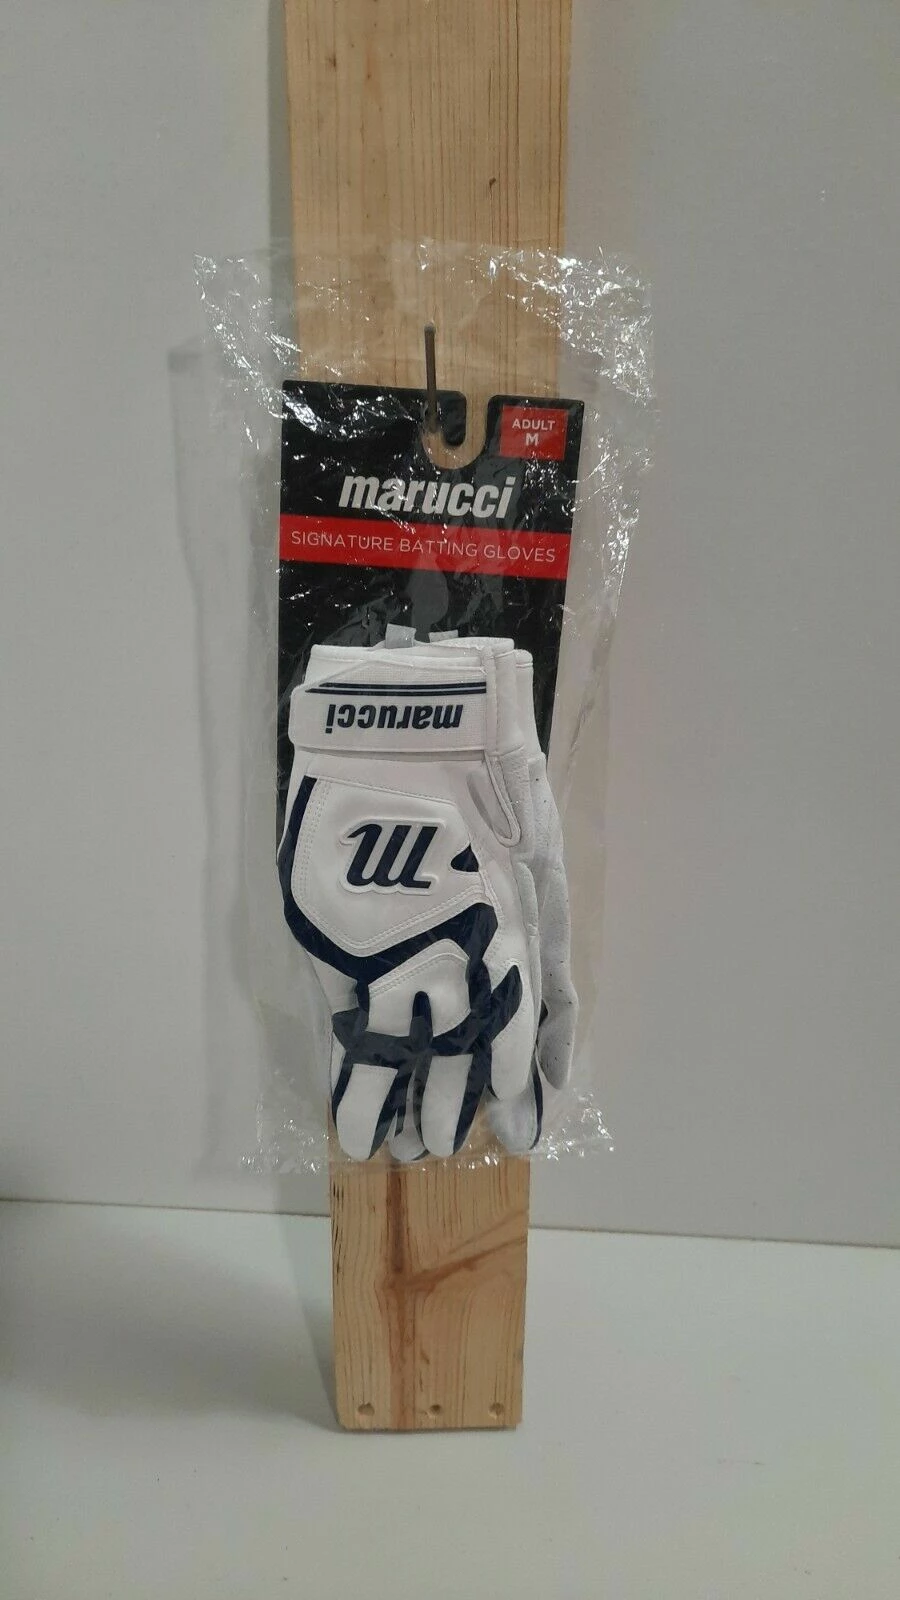 ADULT
M
marucci
SIGNATURE BATTING GLOVES
marucci
m